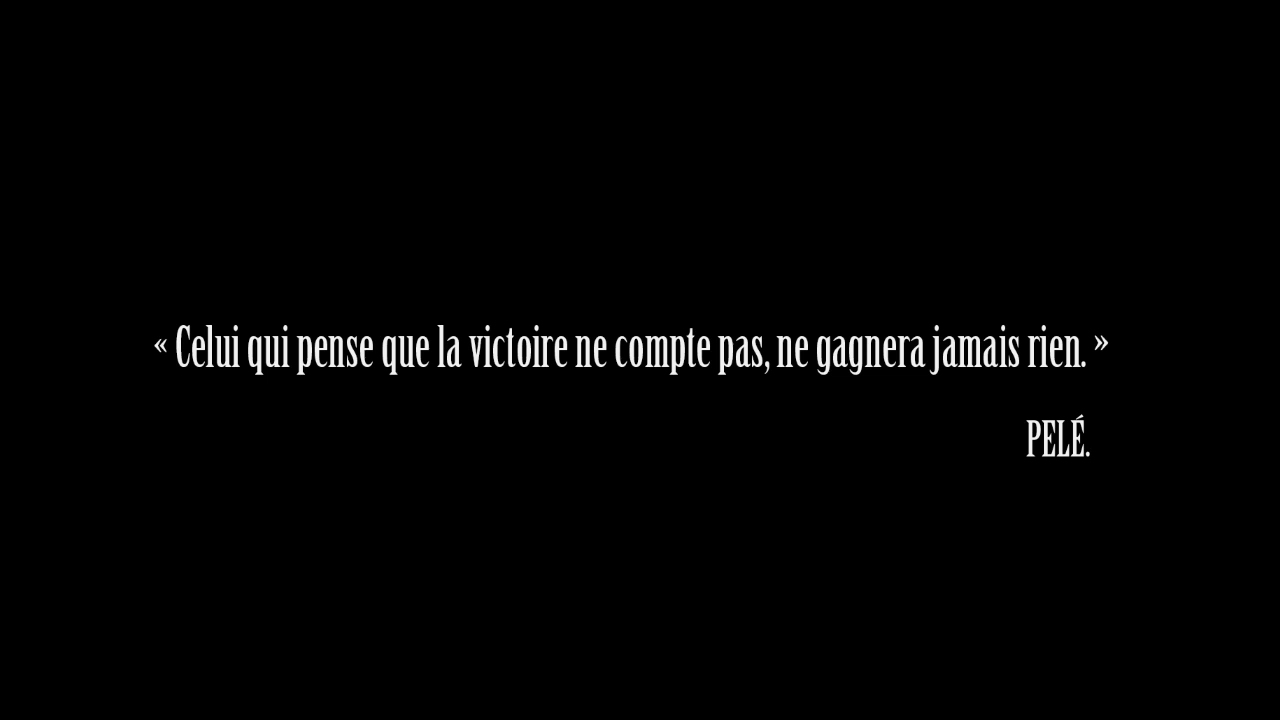 « Celui qui pense que la victoire ne compte pas, ne gagnera jamais rien. »
PELÉ.